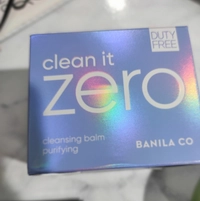 DUTY
FREE
clean it
zero
cleansing balm
purifying
BANILA CO